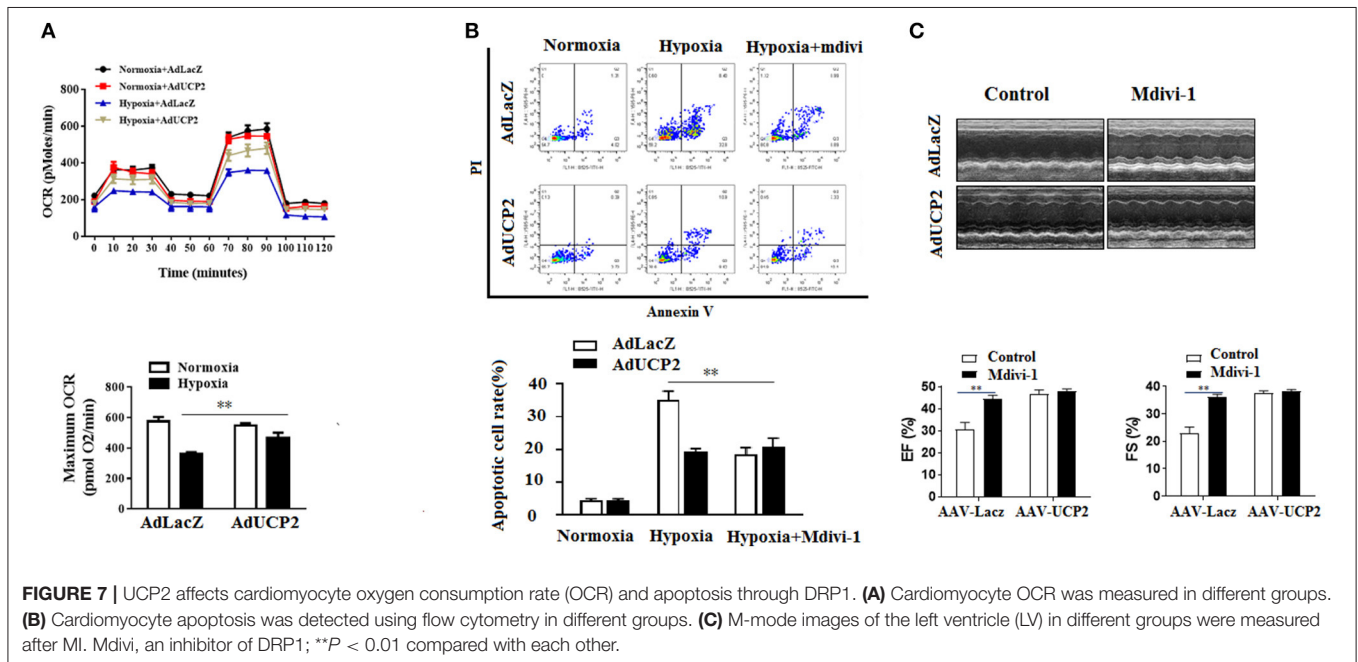 A
Normoxia+AdLacZ
Normoxia+AdUCP2
Hypoxia+AdLacZ
Hypoxia+AdUCP2
OCR (pMoles/min)
800
600
400
200
0
0 10 20 30 40 50 60 70 80 90 100 110 120
Time (minutes)
Normoxia
Hypoxia
**
Maximum OCR
(pmol O2/min)
800
600
400
200
0
AdLacZ AdUCP2
B
Normoxia Hypoxia Hypoxia+mdivi
AdLacZ
AdUCP2
PI
Annexin V
AdLacZ
AdUCP2
**
Apoptotic cell rate(%)
40
30
20
10
0
Normoxia Hypoxia Hypoxia+Mdivi-1
C
Control Mdivi-1
AdLacZ
AdUCP2
Control
Mdivi-1
**
EF (%)
50
40
30
20
10
0
AAV-Lacz AAV-UCP2
Control
Mdivi-1
**
FS (%)
50
40
30
20
10
0
AAV-Lacz AAV-UCP2
FIGURE 7 | UCP2 affects cardiomyocyte oxygen consumption rate (OCR) and apoptosis through DRP1. (A) Cardiomyocyte OCR was measured in different groups.
(B) Cardiomyocyte apoptosis was detected using flow cytometry in different groups. (C) M-mode images of the left ventricle (LV) in different groups were measured
after MI. Mdivi, an inhibitor of DRP1; **P < 0.01 compared with each other.